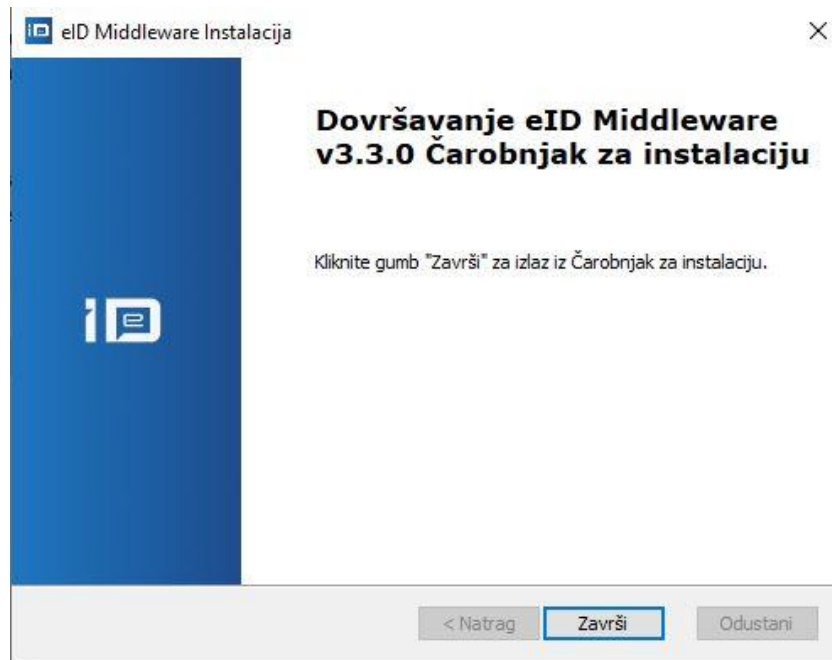 eID Middleware Instalacija
Dovršavanje eID Middleware
v3.3.0 Čarobnjak za instalaciju
Kliknite gumb "Završi" za izlaz iz Čarobnjak za instalaciju.
iD e
< Natrag
Završi
Odustani